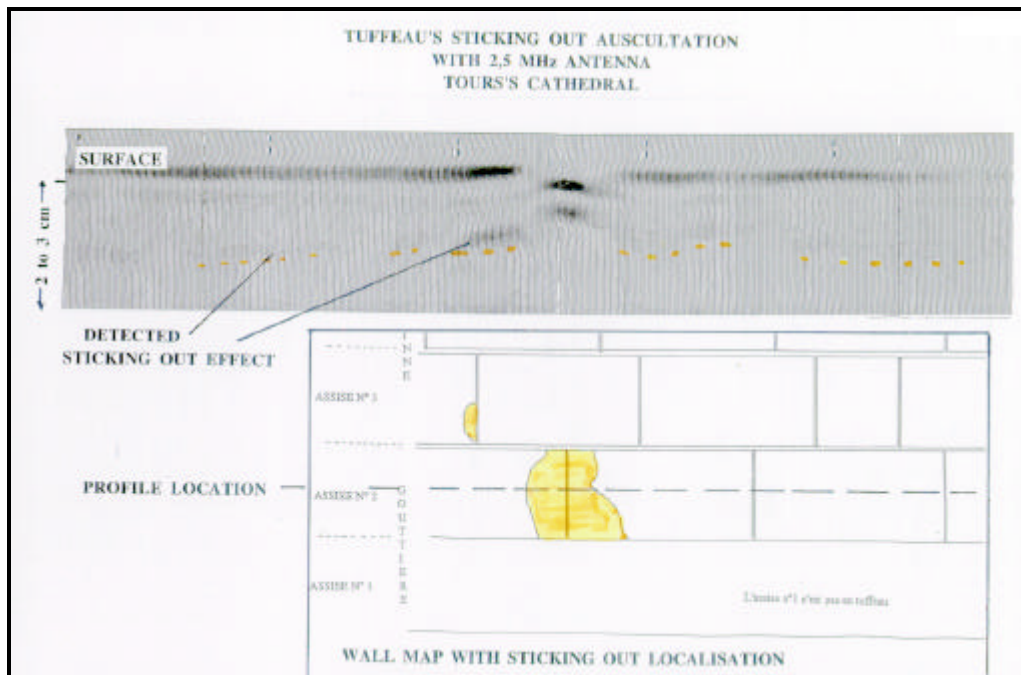 TUFFEAU'S STICKING OUT AUSCULTATION
WITH 2,5 MHz ANTENNA
TOURS'S CATHEDRAL
SURFACE
2 to 3 cm
DETECTED
STICKING OUT EFFECT
ASSISE N° 3
PROFILE LOCATION
ASSISE N° 2
GOUTTIERE
ASSISE N° 1
L'assise n°1 n'est pas en tuffeau
WALL MAP WITH STICKING OUT LOCALISATION